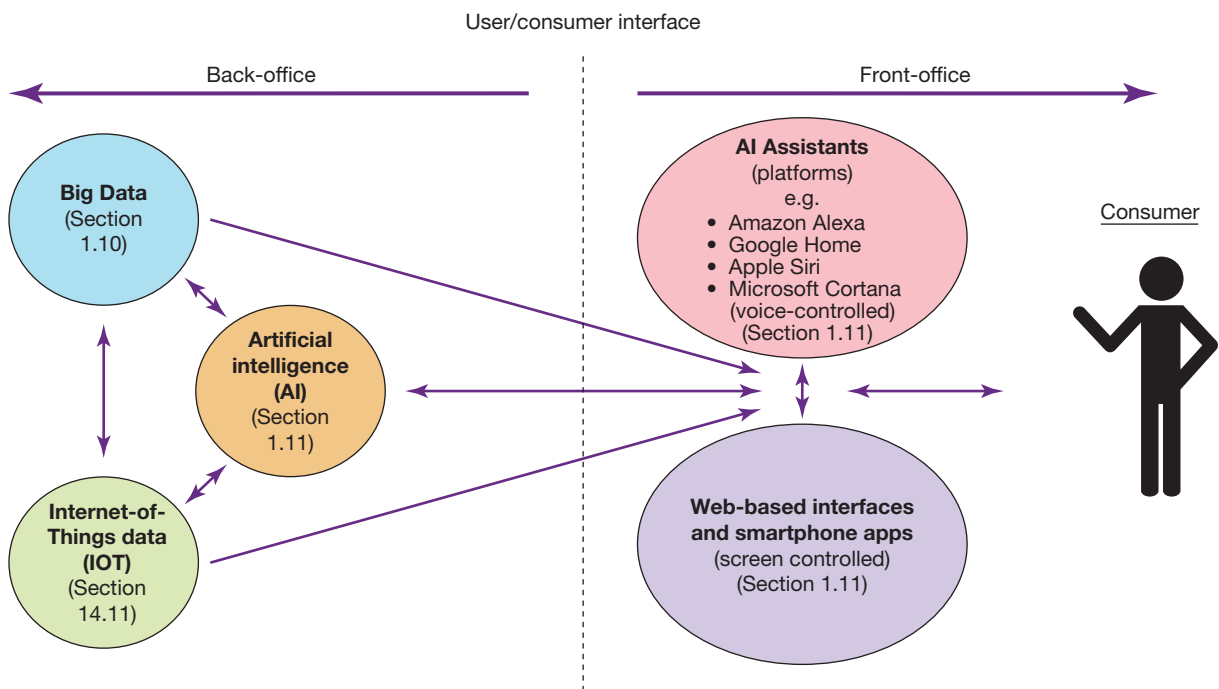 User/consumer interface
Back-office
Front-office
Big Data
(Section
1.10)
Artificial
intelligence
(AI)
(Section
1.11)
Internet-of-
Things data
(IOT)
(Section
14.11)
AI Assistants
(platforms)
e.g.
• Amazon Alexa
• Google Home
• Apple Siri
• Microsoft Cortana
(voice-controlled)
(Section 1.11)
Web-based interfaces
and smartphone apps
(screen controlled)
(Section 1.11)
Consumer